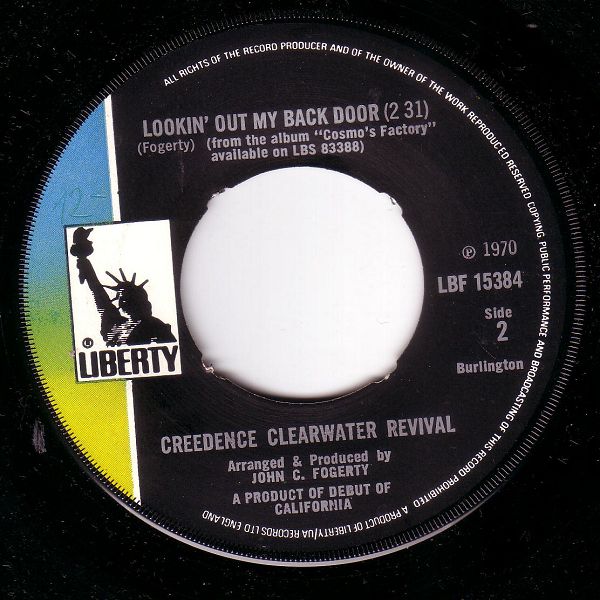 ALL RIGHTS OF THE RECORD PRODUCER AND OF THE OWNER OF THE WORK REPRODUCED RESERVED COPYING PUBLIC PERFORMANCE AND BROADCASTING OF THIS RECORD PROHIBITED A PRODUCT OF LIBERTY/UA RECORDS LTD ENGLAND
LOOKIN' OUT MY BACK DOOR (2 31)
(Fogerty) (from the album "Cosmo's Factory"
available on LBS 83388)
12-
℗ 1970
LBF 15384
Side
2
Burlington
® LIBERTY
CREEDENCE CLEARWATER REVIVAL
Arranged & Produced by
JOHN C. FOGERTY
A PRODUCT OF DEBUT OF
CALIFORNIA